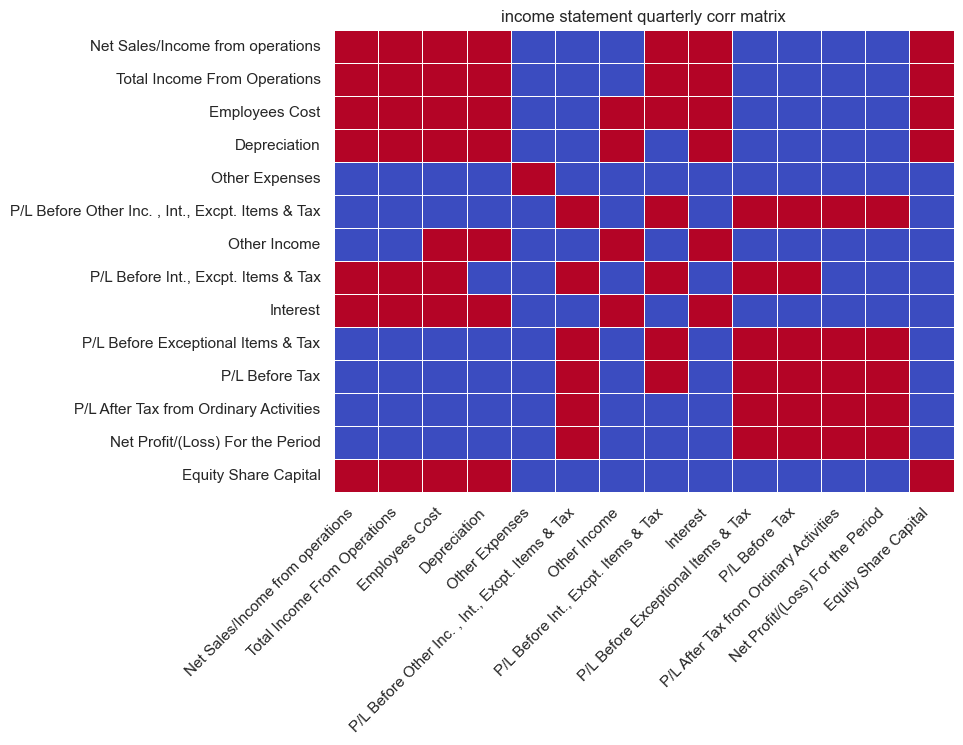 income statement quarterly corr matrix
Net Sales/Income from operations
Total Income From Operations
Employees Cost
Depreciation
Other Expenses
P/L Before Other Inc. , Int., Excpt. Items & Tax
Other Income
P/L Before Int., Excpt. Items & Tax
Interest
P/L Before Exceptional Items & Tax
P/L Before Tax
P/L After Tax from Ordinary Activities
Net Profit/(Loss) For the Period
Equity Share Capital
Net Sales/Income from operations
Total Income From Operations
Employees Cost
Depreciation
Other Expenses
P/L Before Other Inc. , Int., Excpt. Items & Tax
Other Income
P/L Before Int., Excpt. Items & Tax
Interest
P/L Before Exceptional Items & Tax
P/L Before Tax
P/L After Tax from Ordinary Activities
Net Profit/(Loss) For the Period
Equity Share Capital